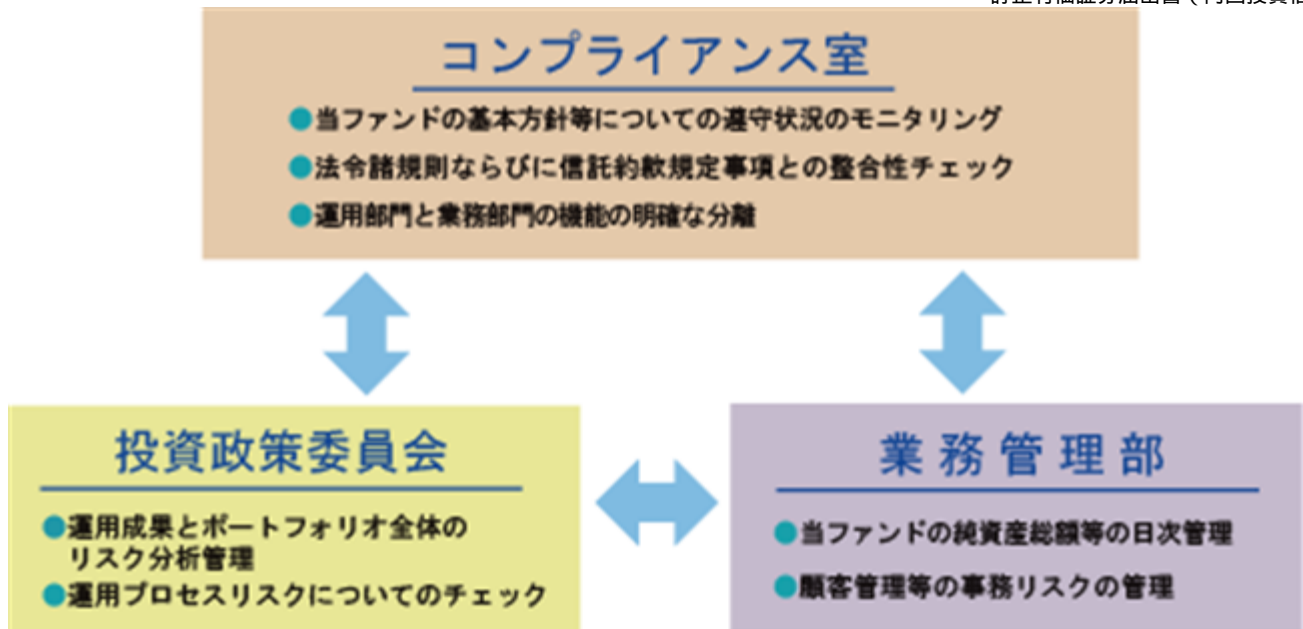 コンプライアンス室
●当ファンドの基本方針等についての遵守状況のモニタリング
●法令諸規則ならびに信託約款規定事項との整合性チェック
●運用部門と業務部門の機能の明確な分離
投資政策委員会
●運用成果とポートフォリオ全体の
リスク分析管理
●運用プロセスリスクについてのチェック
業務管理部
●当ファンドの純資産総額等の日次管理
●顧客管理等の事務リスクの管理